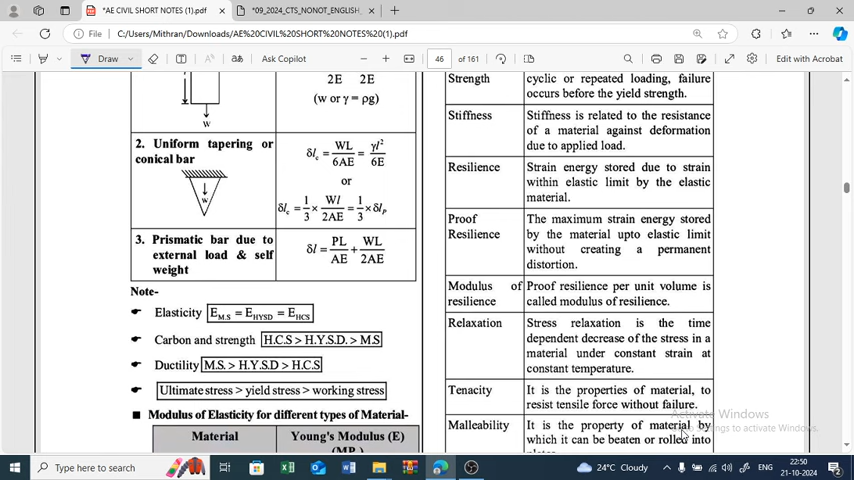 *AE CIVIL SHORT NOTES (1).pdf
*09_2024_CTS_NONOT_ENGLISH_
File
C:/Users/Mithran/Downloads/AE%20CIVIL%20SHORT%20NOTES%20(1).pdf
Draw
Ask Copilot
46 of 161
Edit with Acrobat
2E 2E
(w or γ = ρg)
w
2. Uniform tapering or
conical bar
w
δlc = WL/6AE = γl²/6E
or
δlc = 1/3 × Wl/2AE = 1/3 × δlP
3. Prismatic bar due to
external load & self
weight
δl = PL/AE + WL/2AE
Note-
Elasticity E M.S = E HYSD = E HCS
Carbon and strength H.C.S > H.Y.S.D. > M.S
Ductility M.S. > H.Y.S.D > H.C.S
Ultimate stress > yield stress > working stress
Modulus of Elasticity for different types of Material-
Material Young's Modulus (E)
Strength cyclic or repeated loading, failure
occurs before the yield strength.
Stiffness Stiffness is related to the resistance
of a material against deformation
due to applied load.
Resilience Strain energy stored due to strain
within elastic limit by the elastic
material.
Proof The maximum strain energy stored
Resilience by the material upto elastic limit
without creating a permanent
distortion.
Modulus of Proof resilience per unit volume is
resilience called modulus of resilience.
Relaxation Stress relaxation is the time
dependent decrease of the stress in a
material under constant strain at
constant temperature.
Tenacity It is the properties of material, to
resist tensile force without failure.
Malleability It is the property of material by
which it can be beaten or rolled into
Activate Windows
Settings to activate Windows.
Type here to search
24°C Cloudy
ENG
22:50
21-10-2024
2